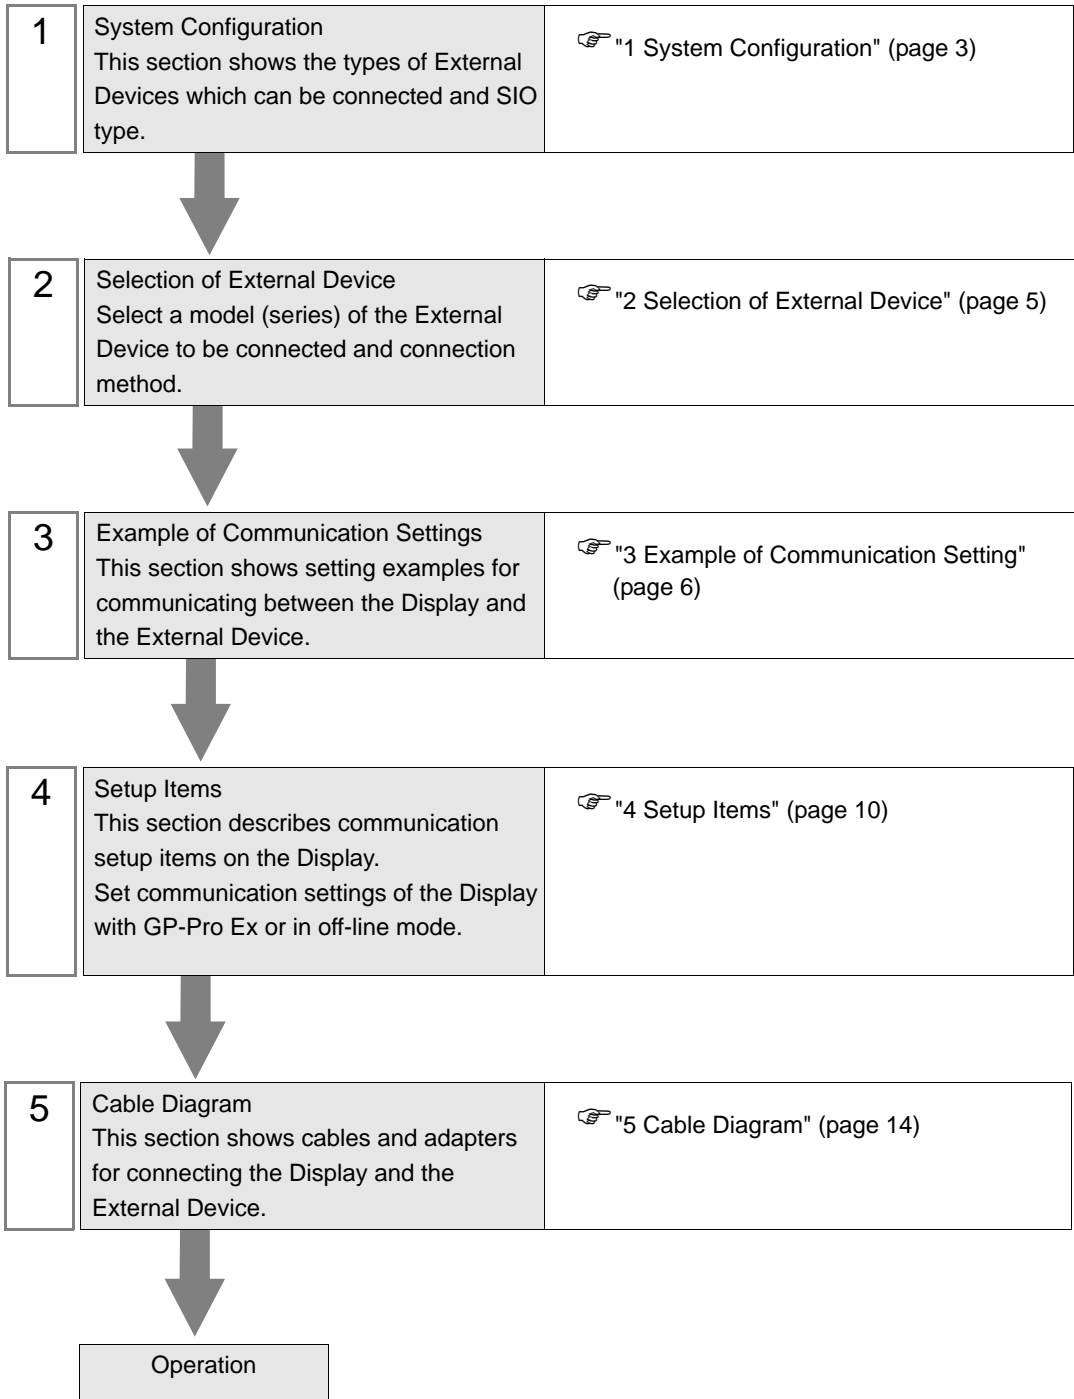 1
System Configuration
This section shows the types of External
Devices which can be connected and SIO
type.
"1 System Configuration" (page 3)
2
Selection of External Device
Select a model (series) of the External
Device to be connected and connection
method.
"2 Selection of External Device" (page 5)
3
Example of Communication Settings
This section shows setting examples for
communicating between the Display and
the External Device.
"3 Example of Communication Setting"
(page 6)
4
Setup Items
This section describes communication
setup items on the Display.
Set communication settings of the Display
with GP-Pro Ex or in off-line mode.
"4 Setup Items" (page 10)
5
Cable Diagram
This section shows cables and adapters
for connecting the Display and the
External Device.
"5 Cable Diagram" (page 14)
Operation